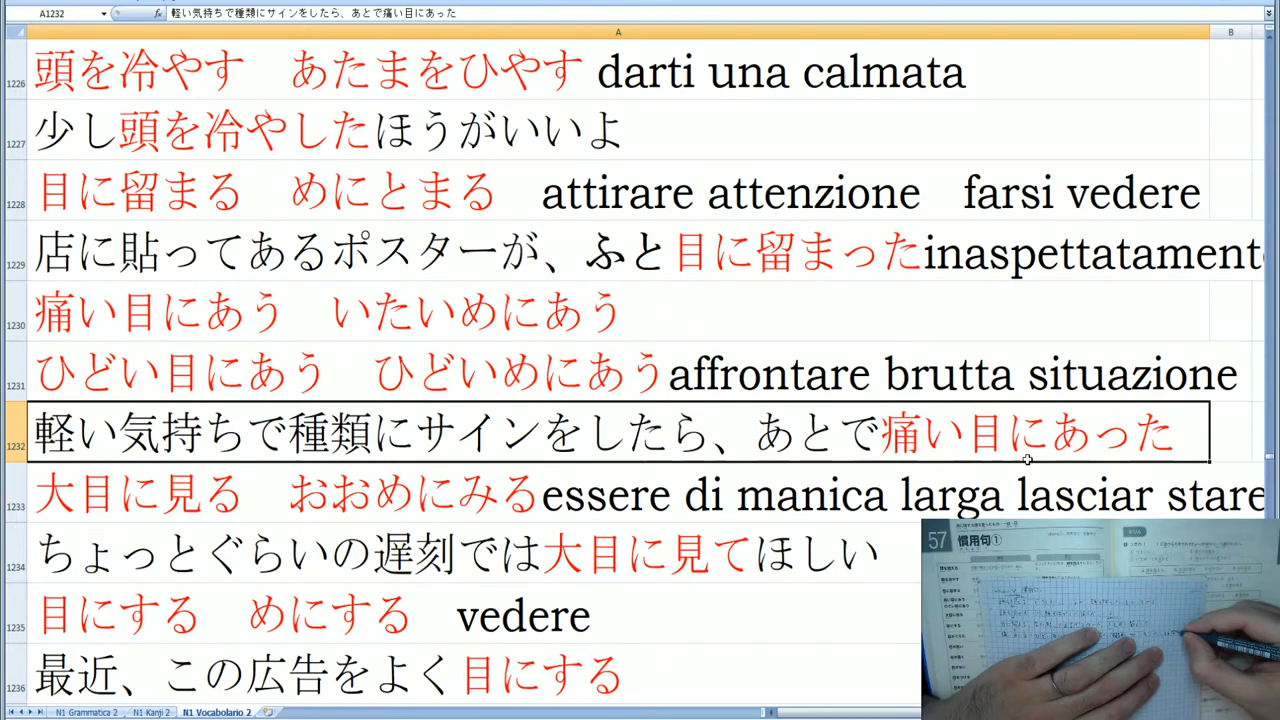 A1232 fx 軽い気持ちで種類にサインをしたら、あとで痛い目にあった
A B
1226 頭を冷やす あたまをひやす darti una calmata
1227 少し頭を冷やしたほうがいいよ
1228 目に留まる めにとまる attirare attenzione farsi vedere
1229 店に貼ってあるポスターが、ふと目に留まったinaspettatament
1230 痛い目にあう いたいめにあう
1231 ひどい目にあう ひどいめにあうaffrontare brutta situazione
1232 軽い気持ちで種類にサインをしたら、あとで痛い目にあった
1233 大目に見る おおめにみるessere di manica larga lasciar stare
1234 ちょっとぐらいの遅刻では大目に見てほしい
1235 目にする めにする vedere
1236 最近、この広告をよく目にする
57 慣用句①
N1 Grammatica 2 N1 Kanji 2 N1 Vocabolario 2